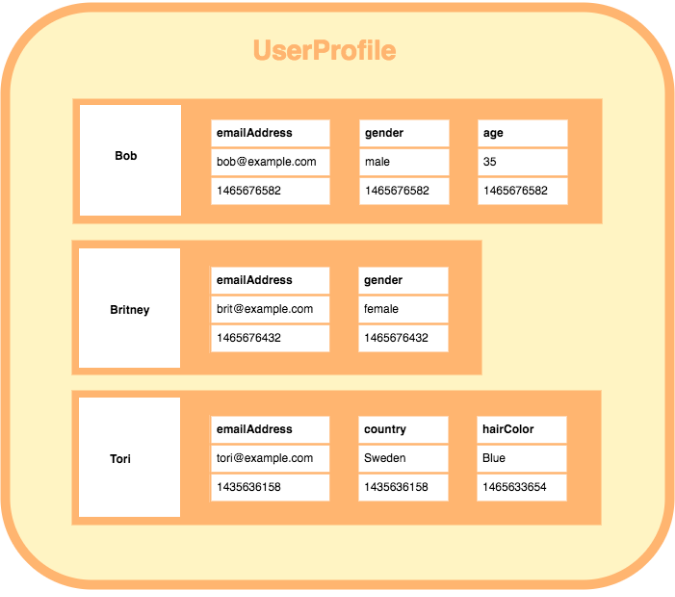 UserProfile
Bob
emailAddress gender age
bob@example.com male 35
1465676582 1465676582 1465676582
Britney
emailAddress gender
brit@example.com female
1465676432 1465676432
Tori
emailAddress country hairColor
tori@example.com Sweden Blue
1435636158 1435636158 1465633654